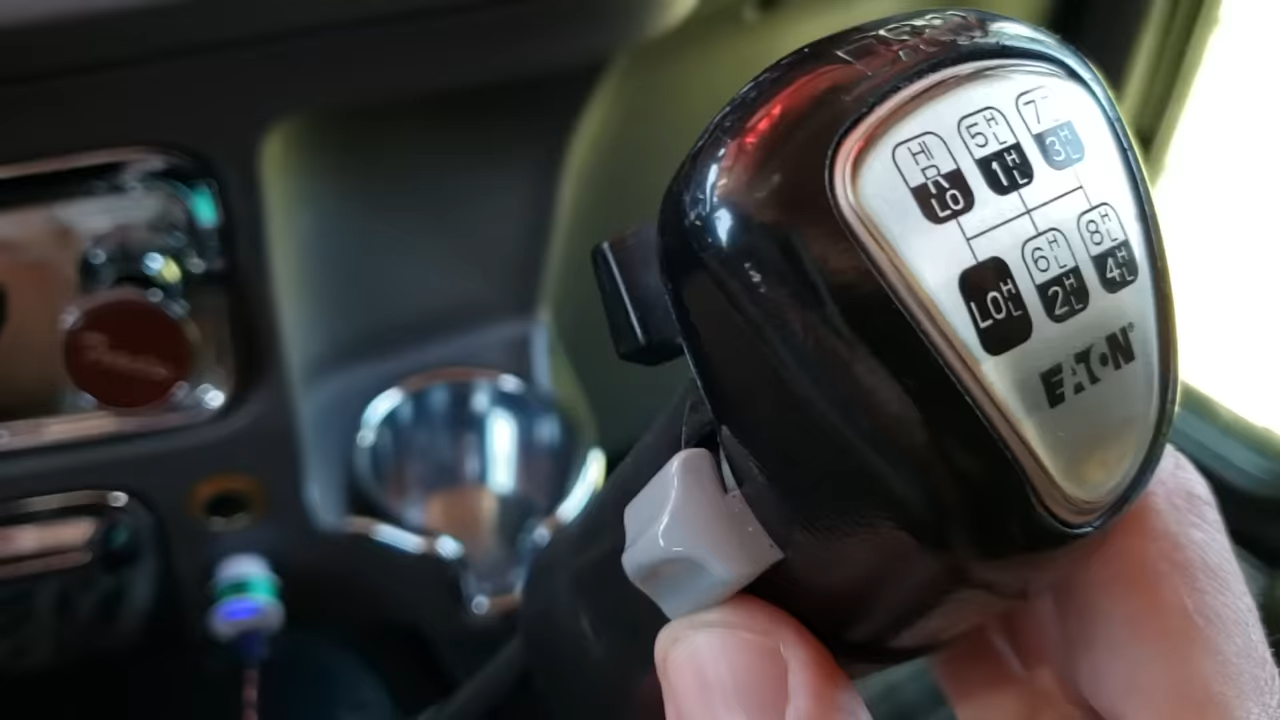 HI
R
LO
5 H L
1 H L
7
3 H L
LO H L
6 H L
2 H L
8 H L
4 H L
EATON®